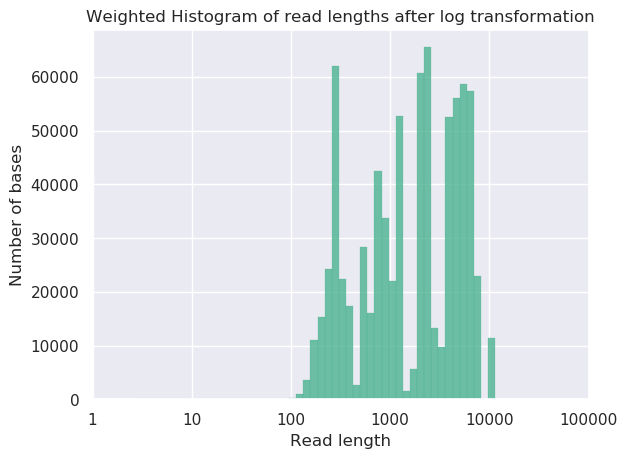 Weighted Histogram of read lengths after log transformation
Number of bases
60000
50000
40000
30000
20000
10000
0
1 10 100 1000 10000 100000
Read length